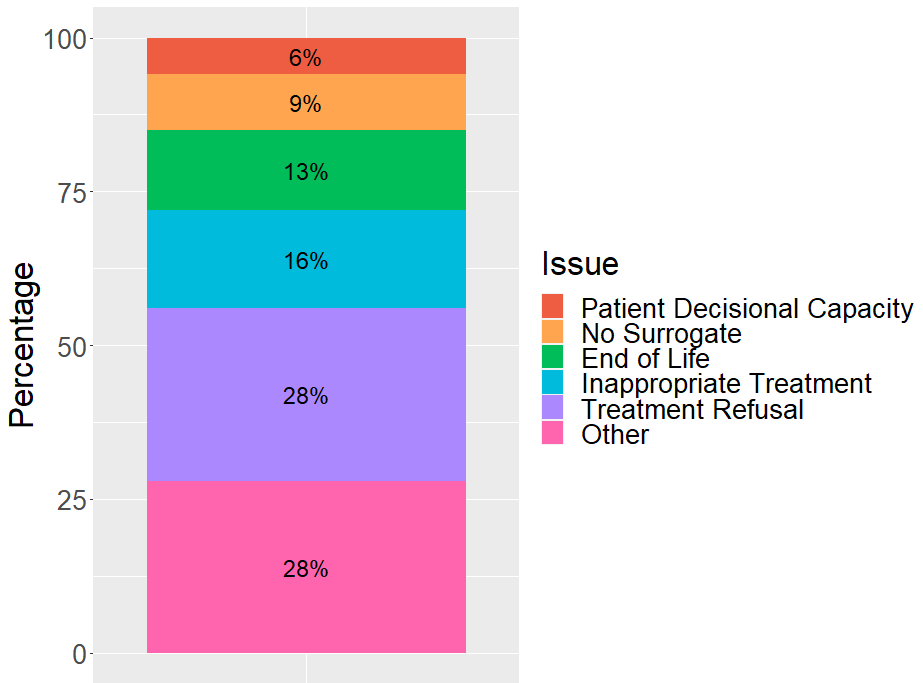 100
75
50
25
0
Percentage
6%
9%
13%
16%
28%
28%
Issue
Patient Decisional Capacity
No Surrogate
End of Life
Inappropriate Treatment
Treatment Refusal
Other